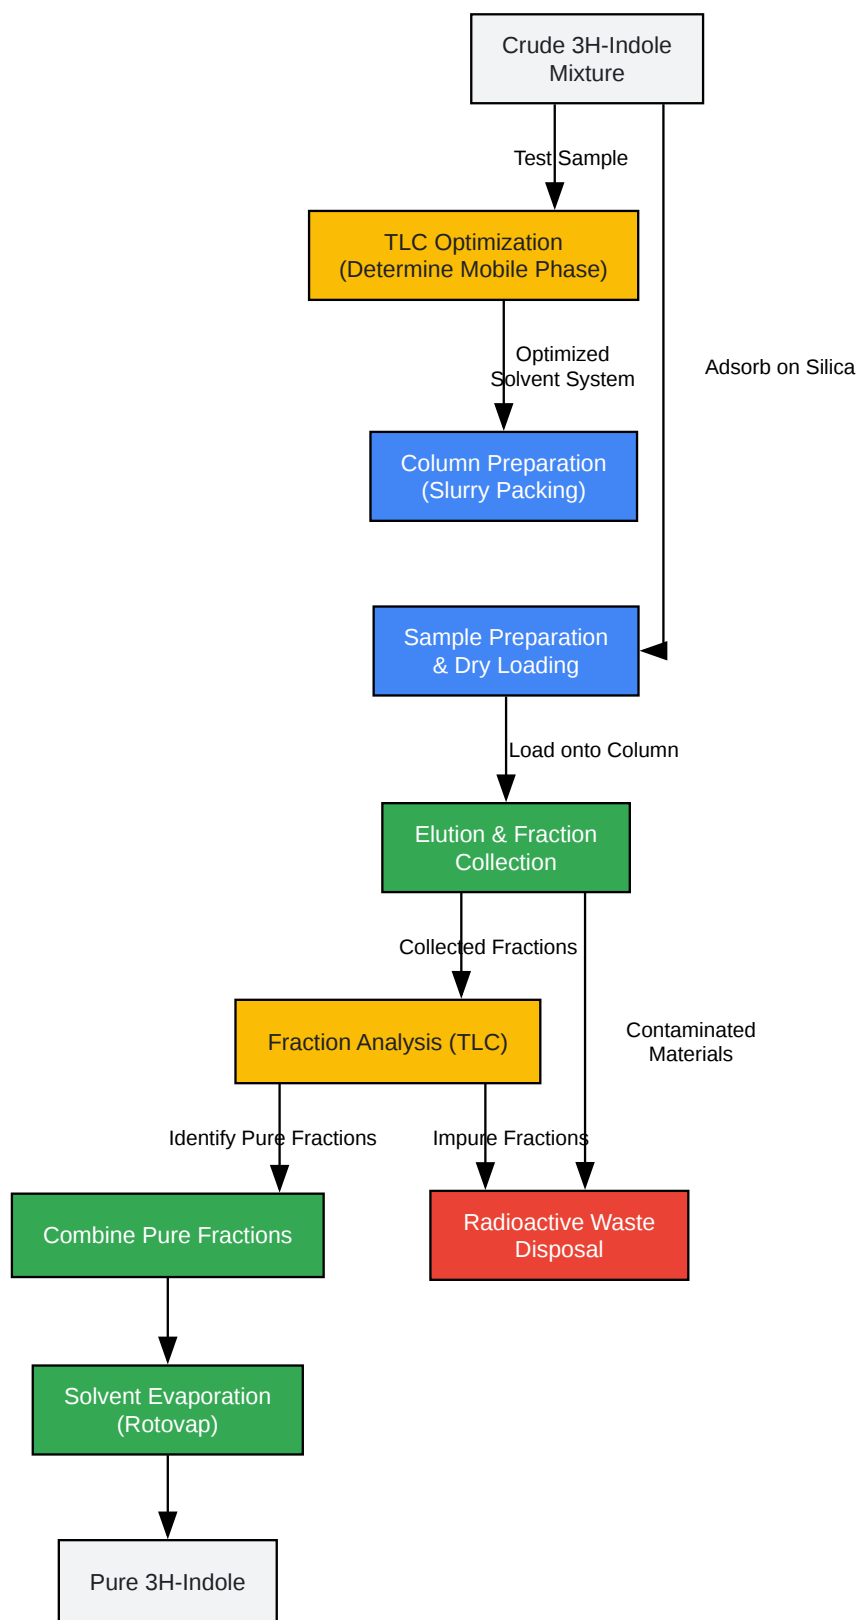 Crude 3H-Indole
Mixture
Test Sample
TLC Optimization
(Determine Mobile Phase)
Optimized
Solvent System
Adsorb on Silica
Column Preparation
(Slurry Packing)
Sample Preparation
& Dry Loading
Load onto Column
Elution & Fraction
Collection
Collected Fractions
Fraction Analysis (TLC)
Contaminated
Materials
Identify Pure Fractions
Impure Fractions
Combine Pure Fractions
Radioactive Waste
Disposal
Solvent Evaporation
(Rotovap)
Pure 3H-Indole